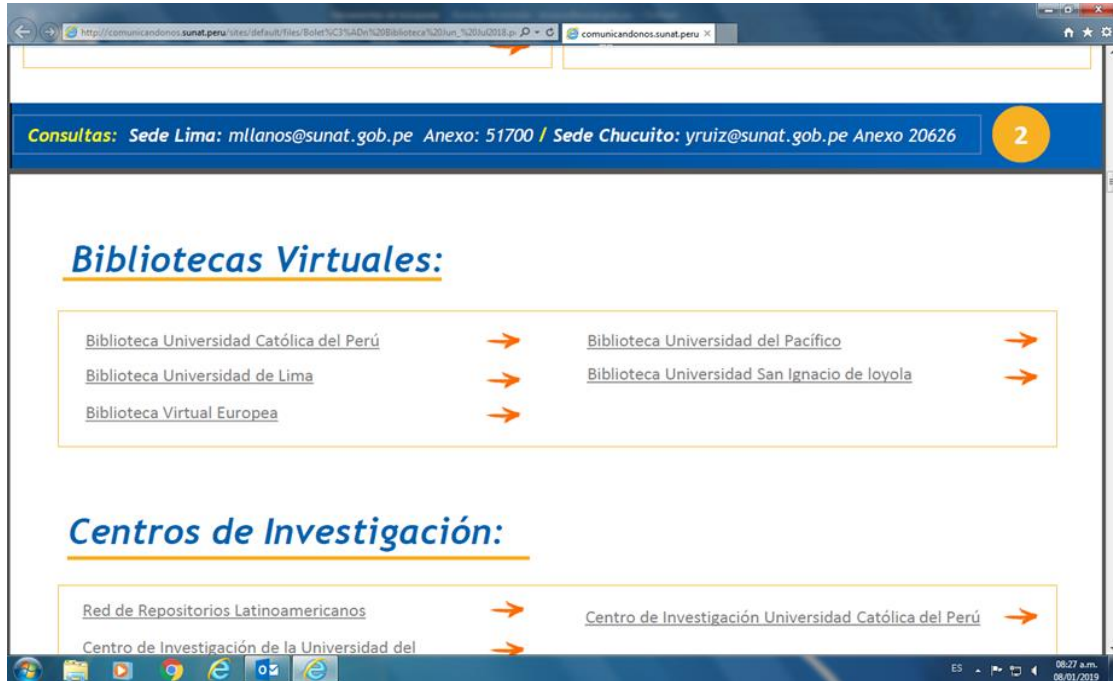 http://comunicandonos.sunat.peru/sites/default/files/Bolet%C3%ADn%20Biblioteca%20Jun_%20Jul2018.p
comunicandonos.sunat.peru
Consultas: Sede Lima: mllanos@sunat.gob.pe Anexo: 51700 / Sede Chucuito: yruiz@sunat.gob.pe Anexo 20626
2
Bibliotecas Virtuales:
Biblioteca Universidad Católica del Perú
Biblioteca Universidad del Pacífico
Biblioteca Universidad de Lima
Biblioteca Universidad San Ignacio de loyola
Biblioteca Virtual Europea
Centros de Investigación:
Red de Repositorios Latinoamericanos
Centro de Investigación Universidad Católica del Perú
Centro de Investigación de la Universidad del
ES
08:27 a.m.
08/01/2019